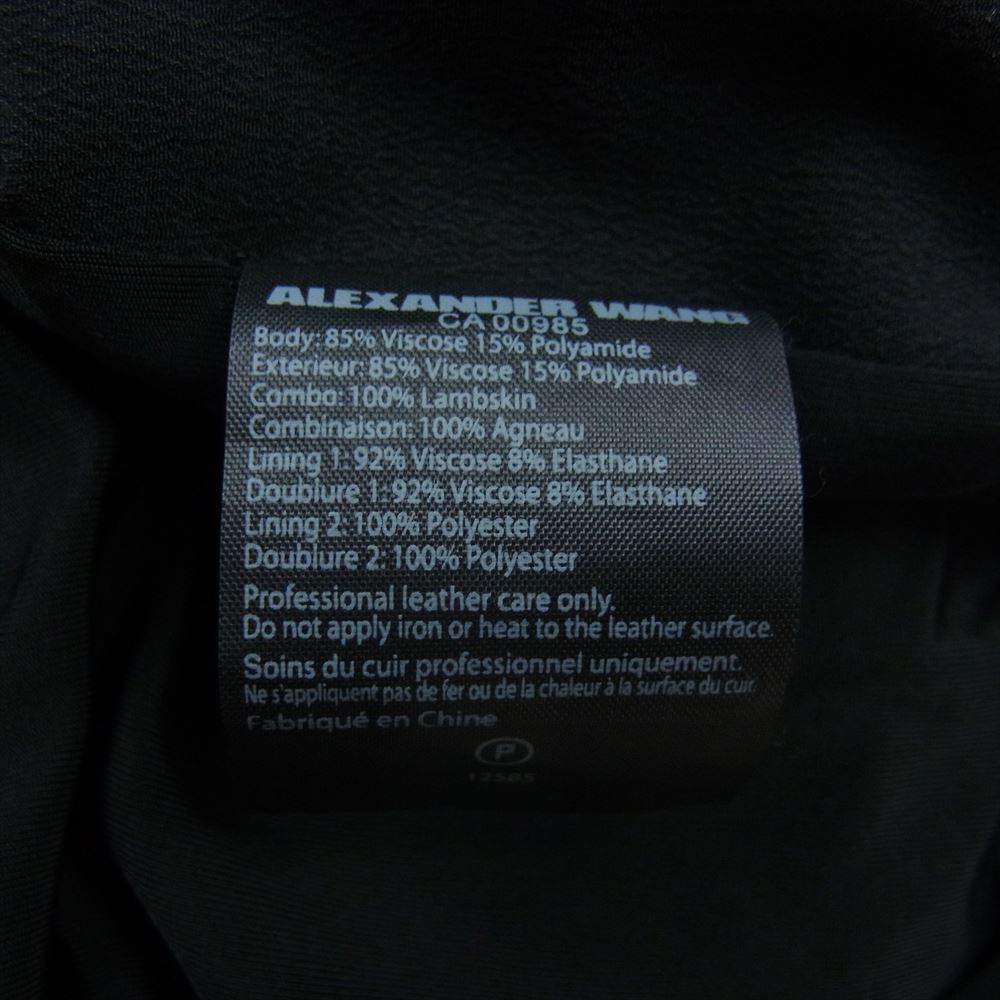 ALEXANDER WANG
CA 00985
Body: 85% Viscose 15% Polyamide
Exterieur: 85% Viscose 15% Polyamide
Combo: 100% Lambskin
Combinaison: 100% Agneau
Lining 1: 92% Viscose 8% Elasthane
Doublure 1: 92% Viscose 8% Elasthane
Lining 2: 100% Polyester
Doublure 2: 100% Polyester
Professional leather care only.
Do not apply iron or heat to the leather surface.
Soins du cuir professionnel uniquement.
Ne s'appliquent pas de fer ou de la chaleur à la surface du cuir.
Fabriqué en Chine
P
12585